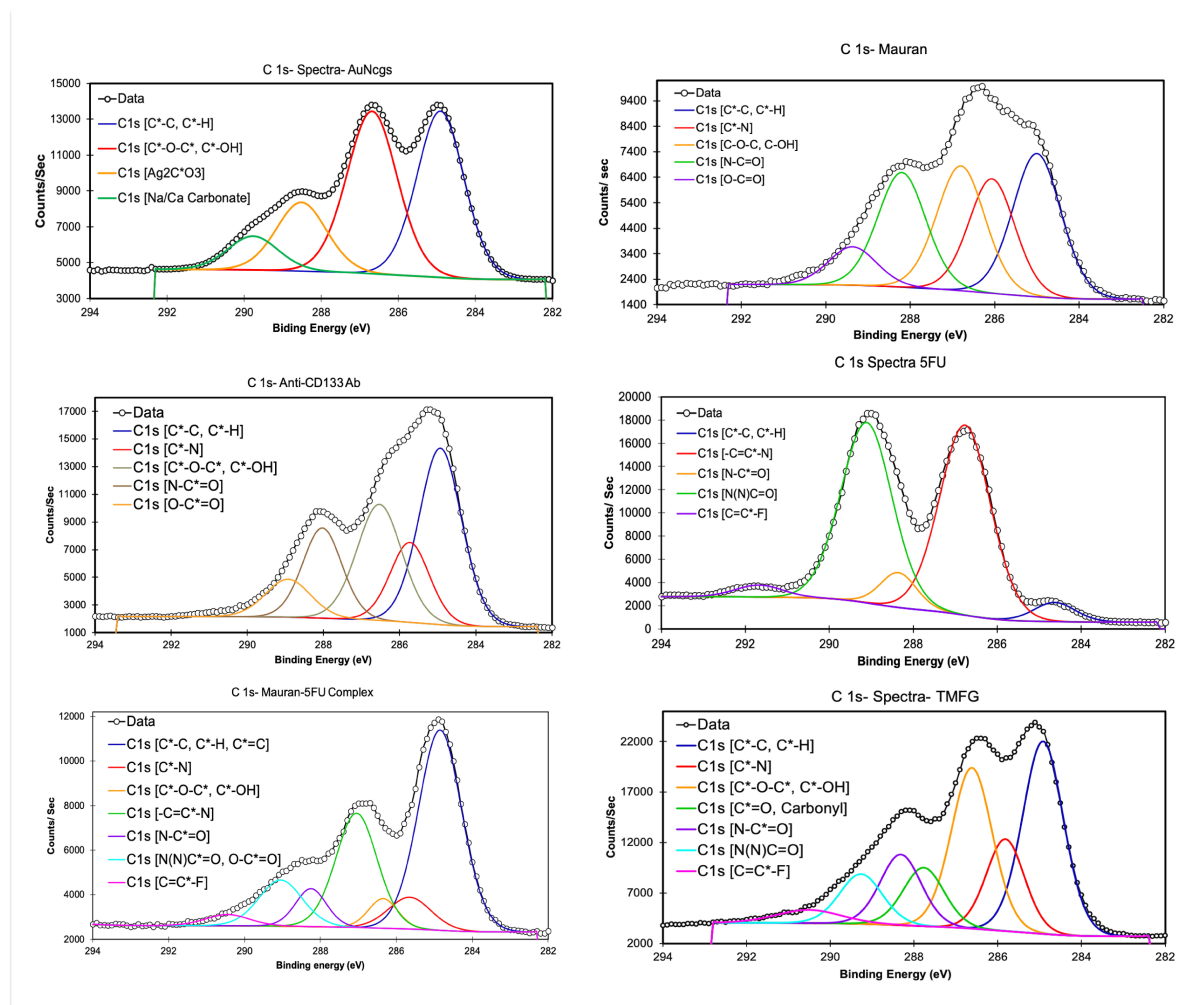 C 1s- Spectra- AuNcgs
15000
13000
11000
9000
7000
5000
3000
Counts/Sec
Data
C1s [C*-C, C*-H]
C1s [C*-O-C*, C*-OH]
C1s [Ag2C*O3]
C1s [Na/Ca Carbonate]
294 292 290 288 286 284 282
Biding Energy (eV)
C 1s- Mauran
9400
8400
7400
6400
5400
4400
3400
2400
1400
Counts/ sec
Data
C1s [C*-C, C*-H]
C1s [C*-N]
C1s [C-O-C, C-OH]
C1s [N-C=O]
C1s [O-C=O]
294 292 290 288 286 284 282
Binding Energy (eV)
C 1s- Anti-CD133 Ab
17000
15000
13000
11000
9000
7000
5000
3000
1000
Counts/Sec
Data
C1s [C*-C, C*-H]
C1s [C*-N]
C1s [C*-O-C*, C*-OH]
C1s [N-C*=O]
C1s [O-C*=O]
294 292 290 288 286 284 282
Binding Energy (eV)
C 1s Spectra 5FU
20000
18000
16000
14000
12000
10000
8000
6000
4000
2000
0
Counts/ Sec
Data
C1s [C*-C, C*-H]
C1s [-C=C*-N]
C1s [N-C*=O]
C1s [N(N)C=O]
C1s [C=C*-F]
294 292 290 288 286 284 282
Binding Energy (eV)
C 1s- Mauran-5FU Complex
12000
10000
8000
6000
4000
2000
Counts/ Sec
Data
C1s [C*-C, C*-H, C*=C]
C1s [C*-N]
C1s [C*-O-C*, C*-OH]
C1s [-C=C*-N]
C1s [N-C*=O]
C1s [N(N)C*=O, O-C*=O]
C1s [C=C*-F]
294 292 290 288 286 284 282
Binding energy (eV)
C 1s- Spectra- TMFG
22000
17000
12000
7000
2000
Counts/ Sec
Data
C1s [C*-C, C*-H]
C1s [C*-N]
C1s [C*-O-C*, C*-OH]
C1s [C*=O, Carbonyl]
C1s [N-C*=O]
C1s [N(N)C=O]
C1s [C=C*-F]
294 292 290 288 286 284 282
Binding Energy (eV)